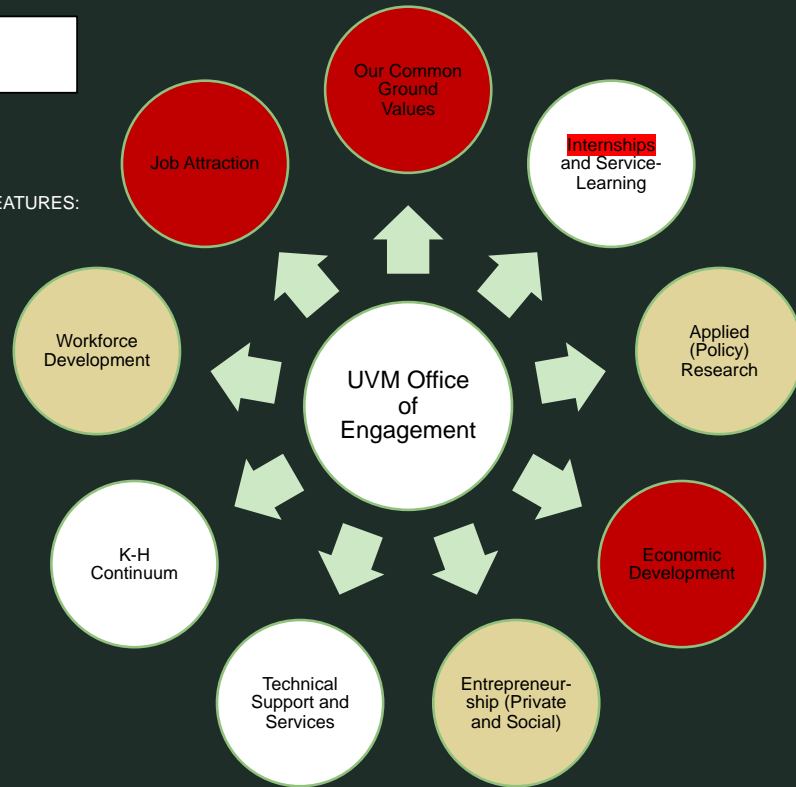 Our Common
Ground
Values
Internships
and Service-
Learning
Job Attraction
EATURES:
Applied
(Policy)
Research
Workforce
Development
UVM Office
of
Engagement
Economic
Development
K-H
Continuum
Technical
Support and
Services
Entrepreneur-
ship (Private
and Social)